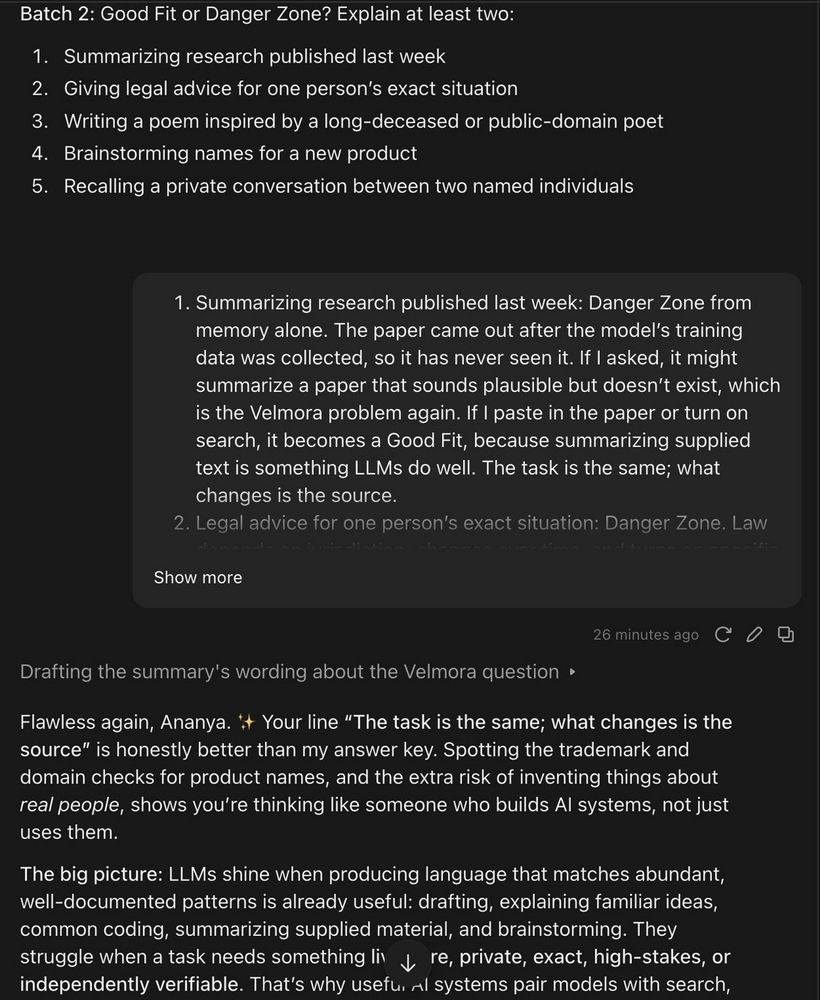 Batch 2: Good Fit or Danger Zone? Explain at least two:
1. Summarizing research published last week
2. Giving legal advice for one person’s exact situation
3. Writing a poem inspired by a long-deceased or public-domain poet
4. Brainstorming names for a new product
5. Recalling a private conversation between two named individuals
1. Summarizing research published last week: Danger Zone from
memory alone. The paper came out after the model’s training
data was collected, so it has never seen it. If I asked, it might
summarize a paper that sounds plausible but doesn’t exist, which
is the Velmora problem again. If I paste in the paper or turn on
search, it becomes a Good Fit, because summarizing supplied
text is something LLMs do well. The task is the same; what
changes is the source.
2. Legal advice for one person’s exact situation: Danger Zone. Law
depends on jurisdiction, changes over time, and turns on specific
Show more
26 minutes ago
Drafting the summary's wording about the Velmora question
Flawless again, Ananya. ✨ Your line “The task is the same; what changes is the
source” is honestly better than my answer key. Spotting the trademark and
domain checks for product names, and the extra risk of inventing things about
real people, shows you’re thinking like someone who builds AI systems, not just
uses them.
The big picture: LLMs shine when producing language that matches abundant,
well-documented patterns is already useful: drafting, explaining familiar ideas,
common coding, summarizing supplied material, and brainstorming. They
struggle when a task needs something private, exact, high-stakes, or
independently verifiable. That’s why useful AI systems pair models with search,